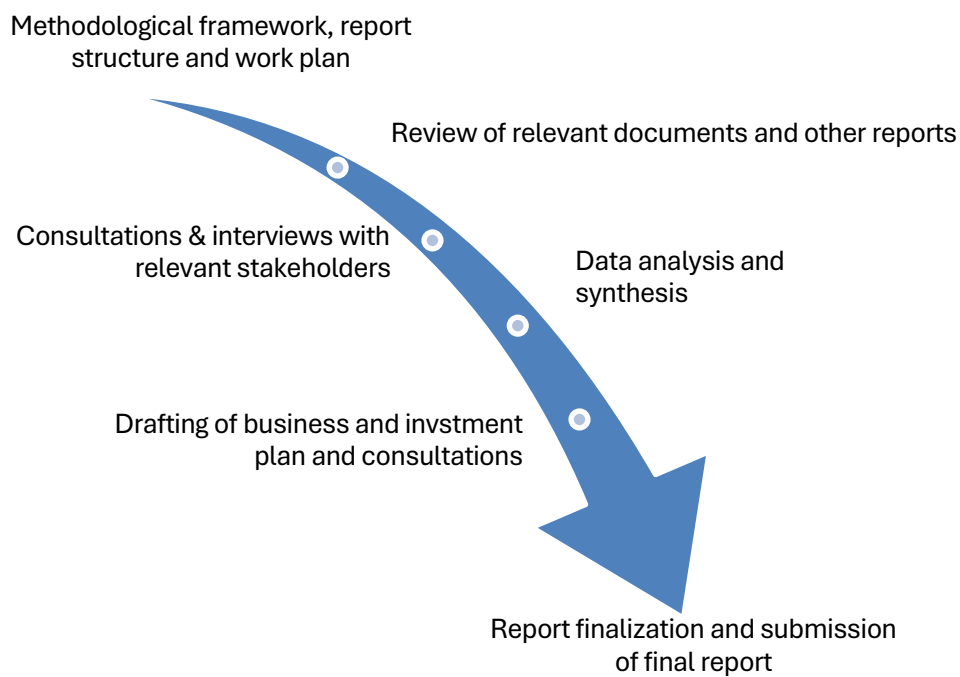 Methodological framework, report
structure and work plan
Review of relevant documents and other reports
Consultations & interviews with
relevant stakeholders
Data analysis and
synthesis
Drafting of business and invstment
plan and consultations
Report finalization and submission
of final report